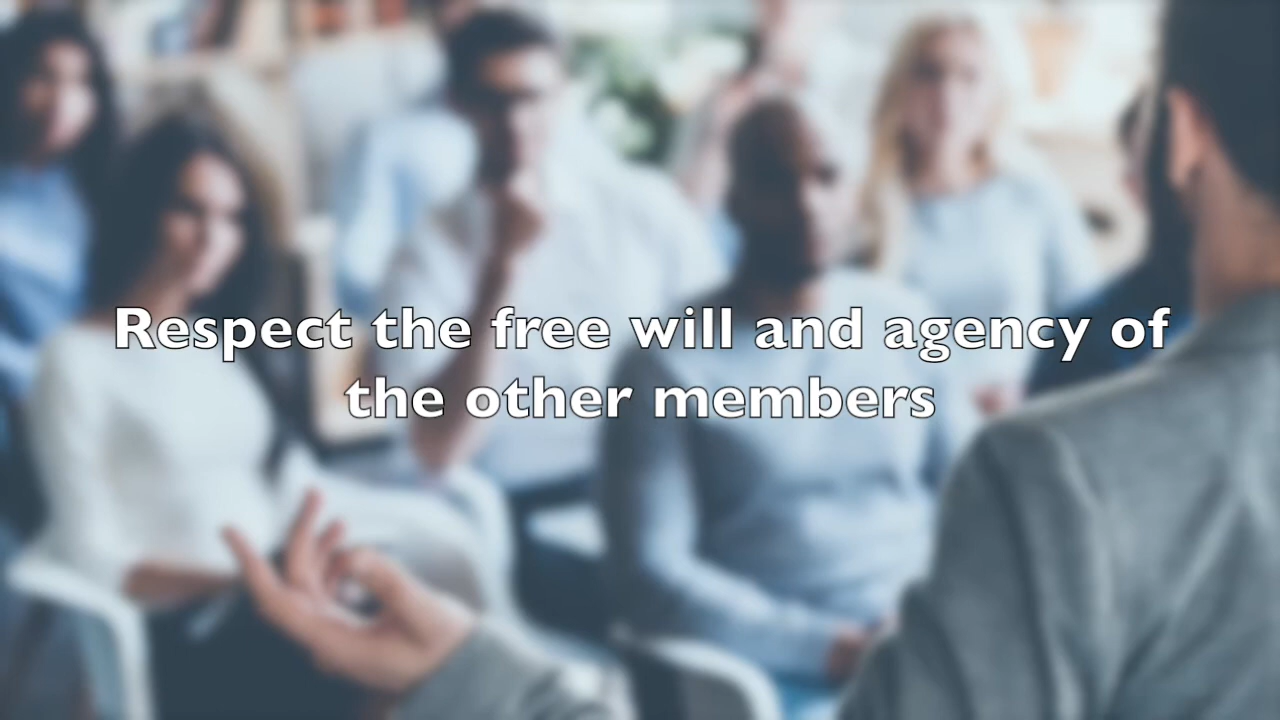 Respect the free will and agency of
the other members